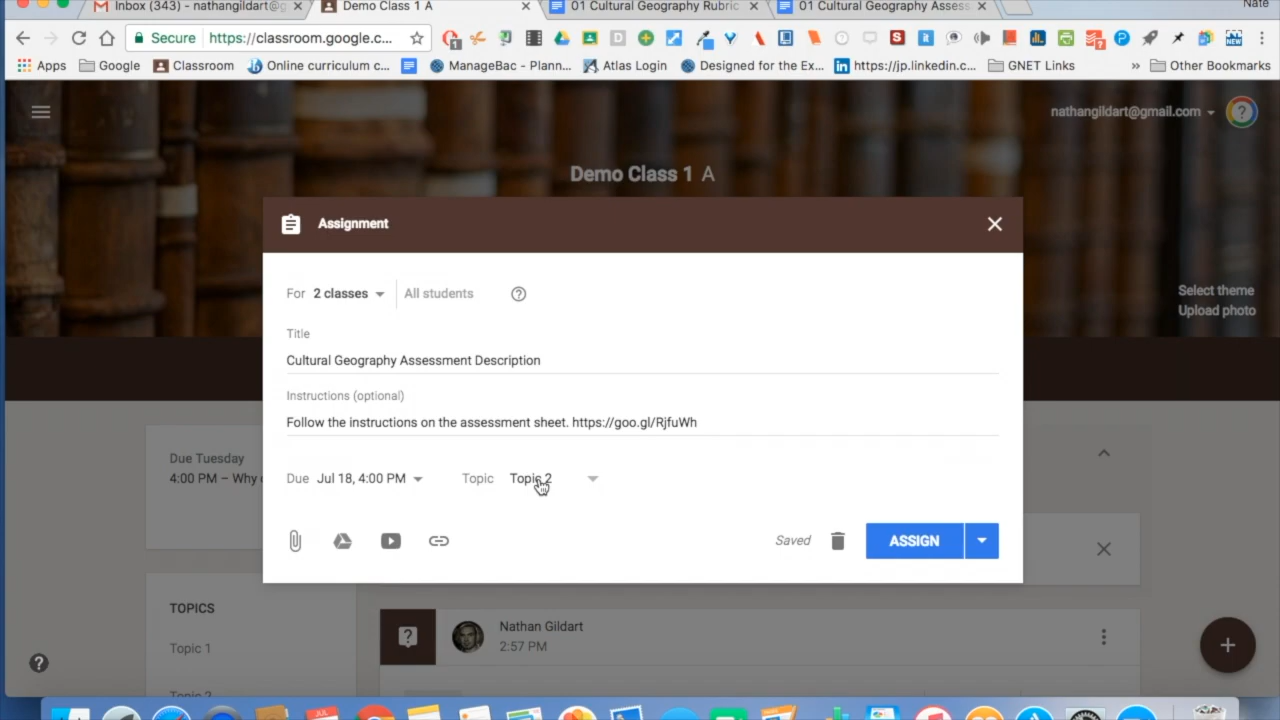 Inbox (343) - nathangildart@g
Demo Class 1 A
01 Cultural Geography Rubric
01 Cultural Geography Assess
Nate
Secure
https://classroom.google.c...
Apps
Google
Classroom
Online curriculum c...
ManageBac - Plann...
Atlas Login
Designed for the Ex...
https://jp.linkedin.c...
GNET Links
»
Other Bookmarks
nathangildart@gmail.com
Demo Class 1 A
Assignment
For 2 classes
All students
Select theme
Upload photo
Title
Cultural Geography Assessment Description
Instructions (optional)
Follow the instructions on the assessment sheet. https://goo.gl/RjfuWh
Due Tuesday
4:00 PM – Why
Due Jul 18, 4:00 PM
Topic
Topic 2
Saved
ASSIGN
TOPICS
Topic 1
Topic 2
Nathan Gildart
2:57 PM